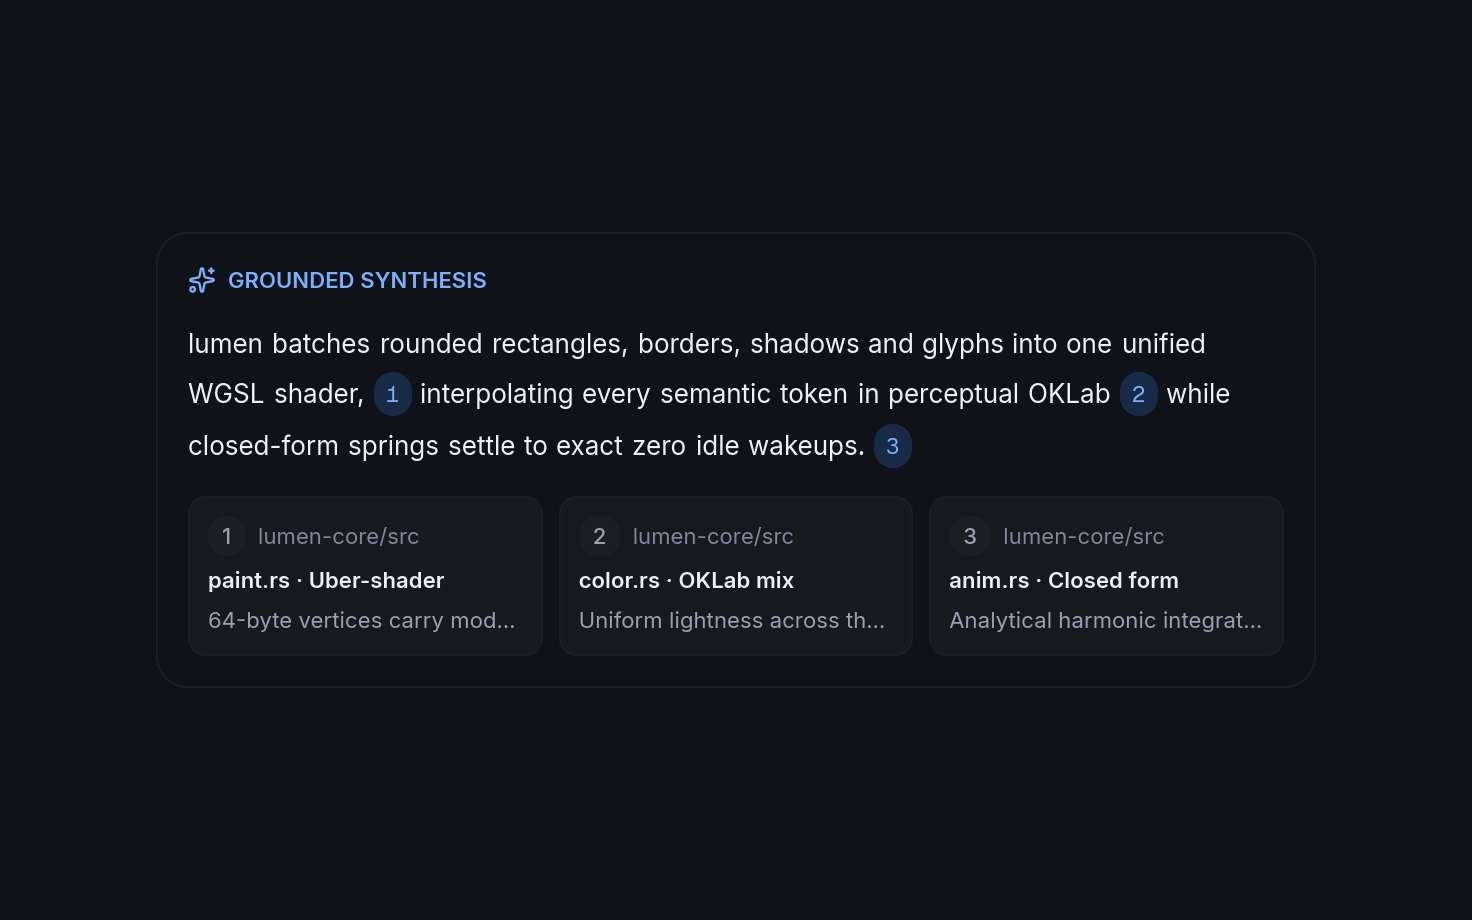 GROUNDED SYNTHESIS
lumen batches rounded rectangles, borders, shadows and glyphs into one unified
WGSL shader, 1 interpolating every semantic token in perceptual OKLab 2 while
closed-form springs settle to exact zero idle wakeups. 3
1 lumen-core/src
paint.rs · Uber-shader
64-byte vertices carry mod...
2 lumen-core/src
color.rs · OKLab mix
Uniform lightness across th...
3 lumen-core/src
anim.rs · Closed form
Analytical harmonic integrat...